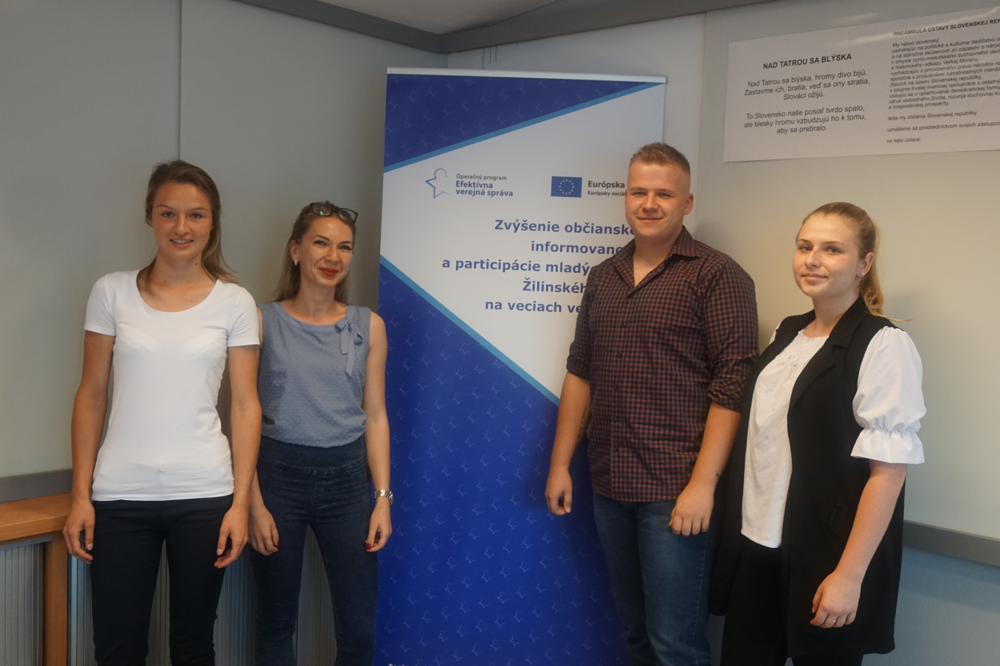 Operačný program
Efektívna
verejná správa
Európska
Európsky
Zvýšenie občiansk
informovan
a participácie mladý
Žilinskéh
na veciach ve
NAD TATROU SA BLÝSKA
Nad Tatrou sa blýska, hromy divo bijú.
Zastavme ich, bratia, veď sa ony stratia,
Slováci ožijú.
To Slovensko naše posiaľ tvrdo spalo,
ale blesky hromu vzbudzujú ho k tomu,
aby sa prebralo.
PREAMBULA ÚSTAVY SLOVENSKEJ REP
My národ slovenský,
pamätajúc na politické a kultúrne dedičstvo s
a na stáročné skúsenosti zo zápasov o národ
v zmysle cyrilo-metodského duchovného ded
a historického odkazu Veľkej Moravy,
vychádzajúc z prirodzeného práva národov na
spoločne s príslušníkmi národnostných menší
žijúcich na území Slovenskej republiky,
v záujme trvalej mierovej spolupráce s ostatným
usilujúc sa o uplatňovanie demokratickej formy
záruk slobodného života, rozvoja duchovnej ku
a hospodárskej prosperity,
teda my občania Slovenskej republiky
uznášame sa prostredníctvom svojich zástupco
na tejto ústave.